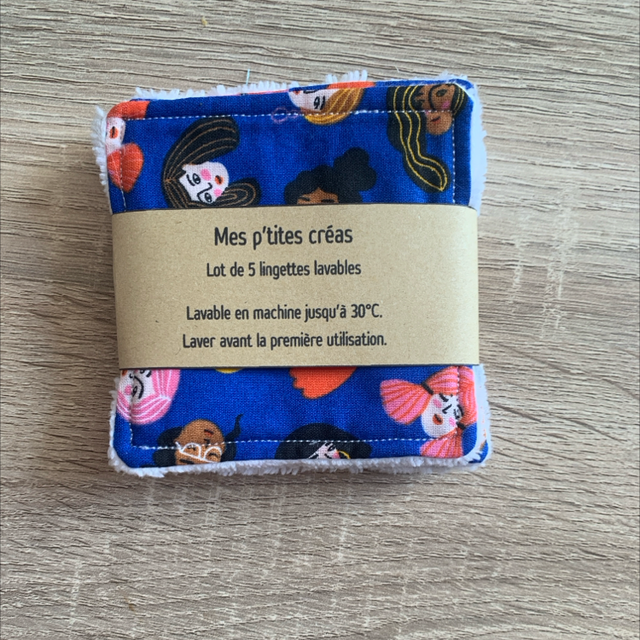 Mes p'tites créas
Lot de 5 lingettes lavables
Lavable en machine jusqu'à 30°C.
Laver avant la première utilisation.